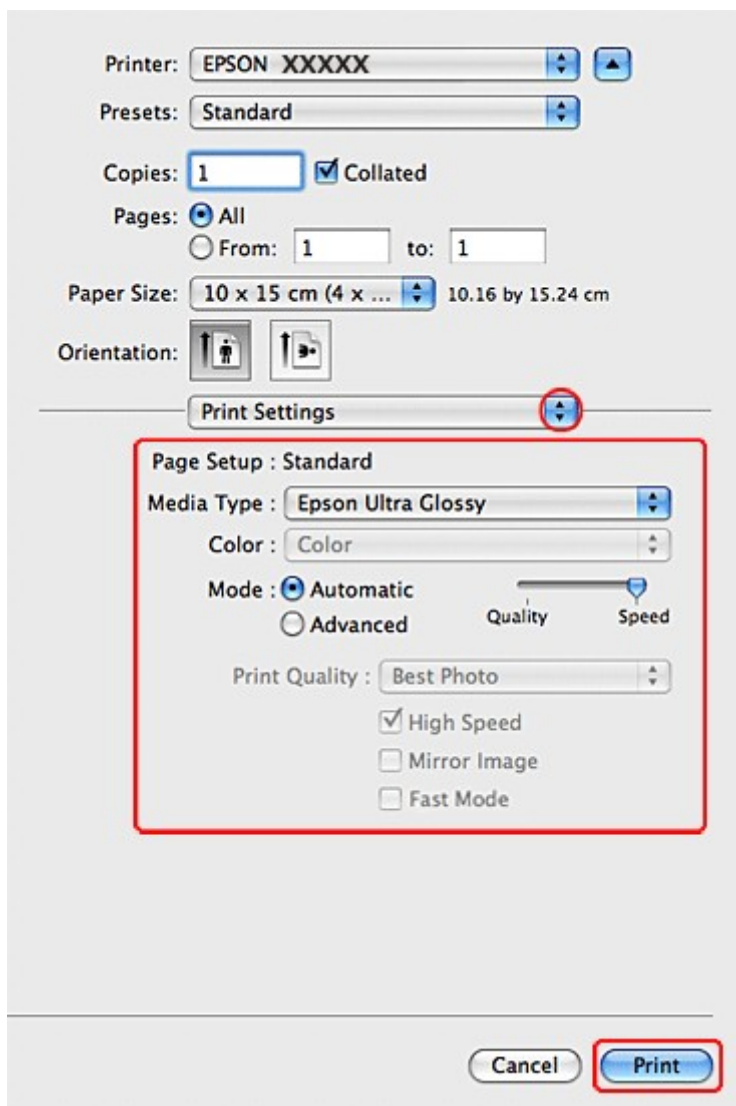 Printer: EPSON XXXXX
Presets: Standard
Copies: 1 Collated
Pages: All
From: 1 to: 1
Paper Size: 10 x 15 cm (4 x ... 10.16 by 15.24 cm
Orientation:
Print Settings
Page Setup : Standard
Media Type : Epson Ultra Glossy
Color : Color
Mode : Automatic
Quality Speed
Advanced
Print Quality : Best Photo
High Speed
Mirror Image
Fast Mode
Cancel Print